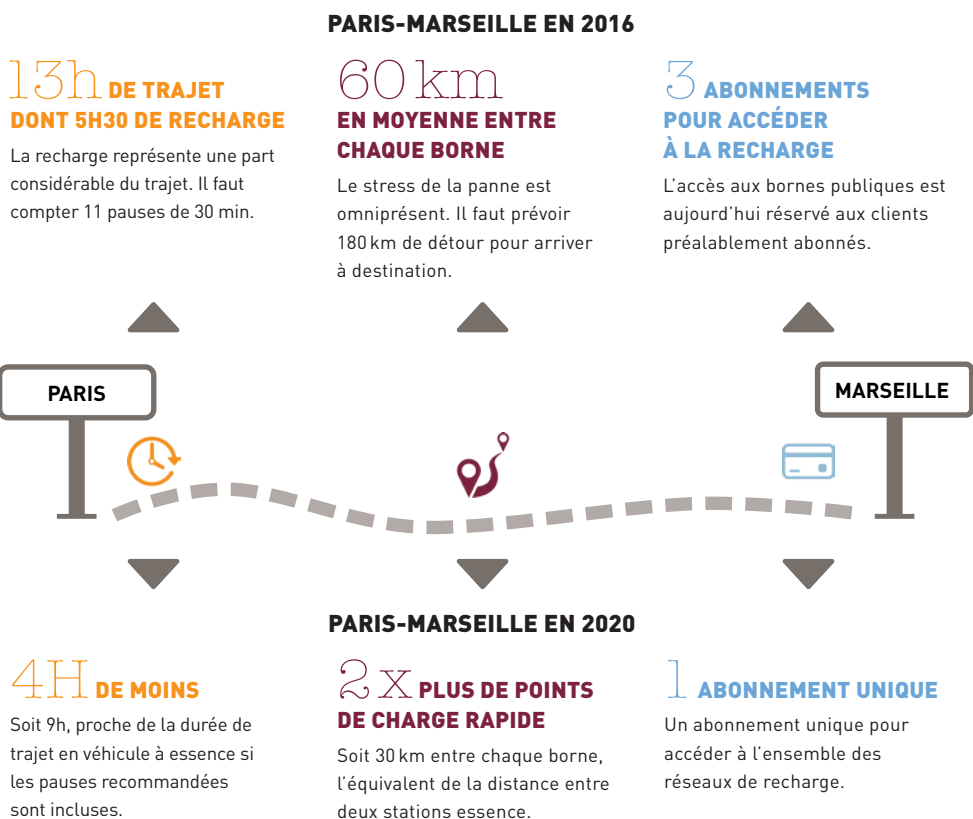 PARIS-MARSEILLE EN 2016
13h DE TRAJET
DONT 5H30 DE RECHARGE
La recharge représente une part
considérable du trajet. Il faut
compter 11 pauses de 30 min.
60 km
EN MOYENNE ENTRE
CHAQUE BORNE
Le stress de la panne est
omniprésent. Il faut prévoir
180 km de détour pour arriver
à destination.
3 ABONNEMENTS
POUR ACCÉDER
À LA RECHARGE
L'accès aux bornes publiques est
aujourd'hui réservé aux clients
préalablement abonnés.
PARIS
MARSEILLE
PARIS-MARSEILLE EN 2020
4H DE MOINS
Soit 9h, proche de la durée de
trajet en véhicule à essence si
les pauses recommandées
sont incluses.
2 X PLUS DE POINTS
DE CHARGE RAPIDE
Soit 30 km entre chaque borne,
l'équivalent de la distance entre
deux stations essence.
1 ABONNEMENT UNIQUE
Un abonnement unique pour
accéder à l'ensemble des
réseaux de recharge.